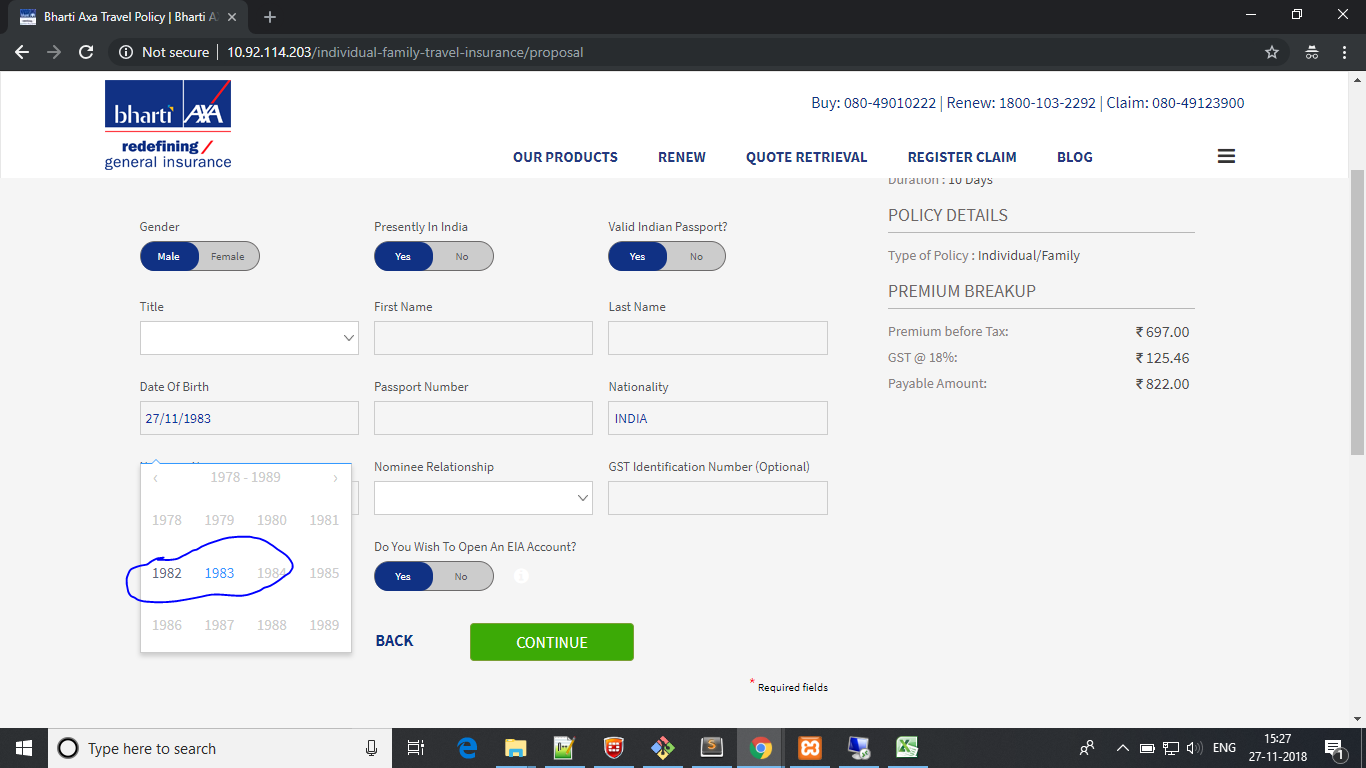 Bharti Axa Travel Policy | Bharti A
Not secure | 10.92.114.203/individual-family-travel-insurance/proposal
bharti AXA
redefining /
general insurance
Buy: 080-49010222 | Renew: 1800-103-2292 | Claim: 080-49123900
OUR PRODUCTS RENEW QUOTE RETRIEVAL REGISTER CLAIM BLOG
Duration : 10 Days
POLICY DETAILS
Type of Policy : Individual/Family
PREMIUM BREAKUP
Premium before Tax: ₹ 697.00
GST @ 18%: ₹ 125.46
Payable Amount: ₹ 822.00
Gender Presently In India Valid Indian Passport?
Male Female Yes No Yes No
Title First Name Last Name
Date Of Birth Passport Number Nationality
27/11/1983 INDIA
Nominee Relationship GST Identification Number (Optional)
‹ 1978 - 1989 ›
1978 1979 1980 1981
1982 1983 1984 1985
1986 1987 1988 1989
Do You Wish To Open An EIA Account?
Yes No
BACK CONTINUE
* Required fields
Type here to search
ENG
15:27
27-11-2018
1